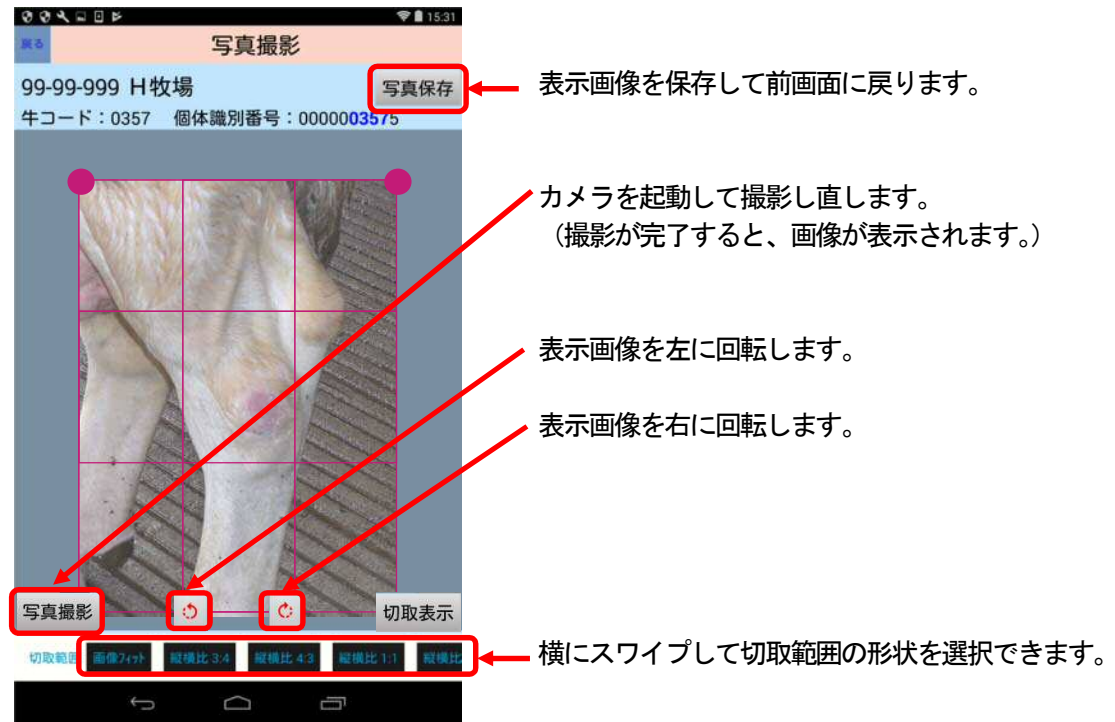 15:31
戻る
写真撮影
99-99-999 H牧場
写真保存
表示画像を保存して前画面に戻ります。
牛コード：0357 個体識別番号：0000003575
カメラを起動して撮影し直します。
（撮影が完了すると、画像が表示されます。）
表示画像を左に回転します。
表示画像を右に回転します。
写真撮影
切取表示
切取範囲 画像フィット 縦横比 3:4 縦横比 4:3 縦横比 1:1 縦横比
横にスワイプして切取範囲の形状を選択できます。